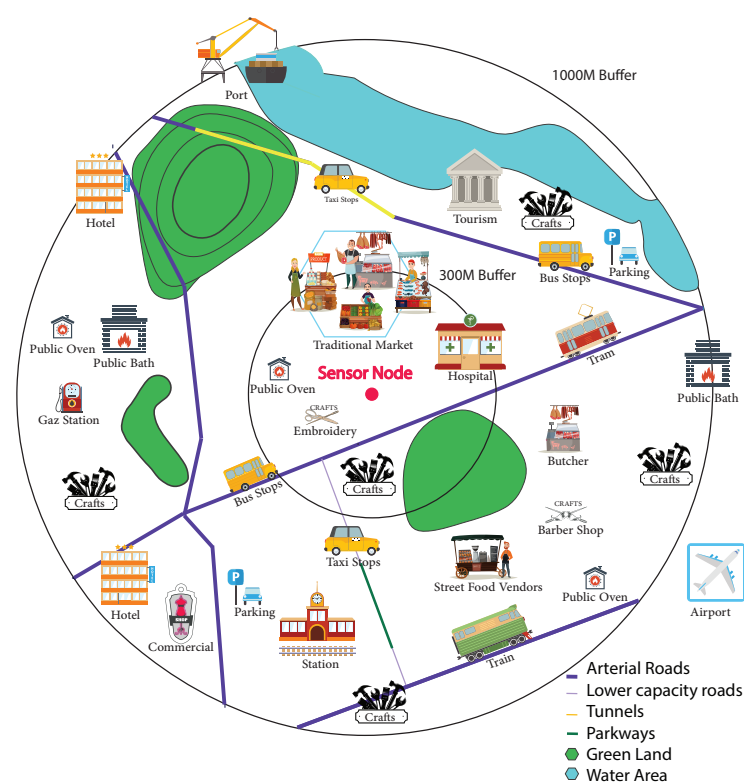 1000M Buffer
Port
Taxi Stops
Hotel
Tourism
Crafts
P
Bus Stops
Parking
300M Buffer
Traditional Market
Tram
Public Oven
Public Bath
Hospital
Public Oven
Sensor Node
Public Bath
Gaz Station
CRAFTS
Embroidery
Butcher
Crafts
Crafts
Crafts
Bus Stops
CRAFTS
Barber Shop
Taxi Stops
Street Food Vendors
Public Oven
Airport
Hotel
P
Parking
SHOP
Commercial
Station
Train
Crafts
Arterial Roads
Lower capacity roads
Tunnels
Parkways
Green Land
Water Area